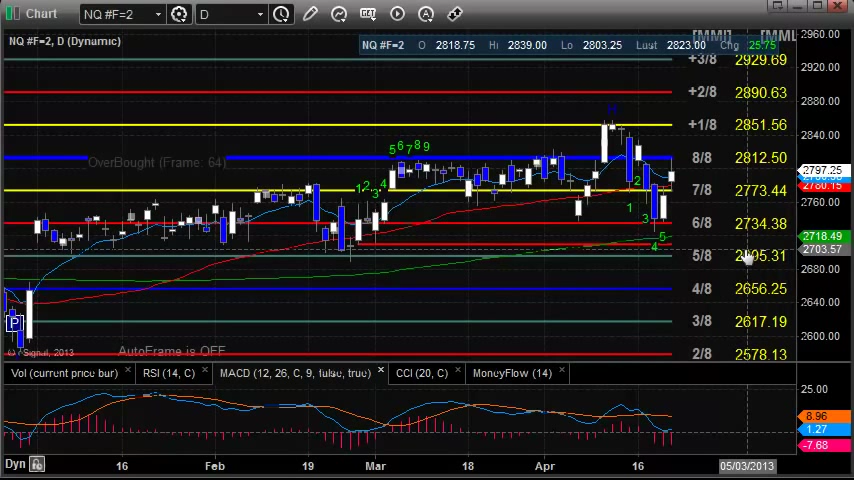 Chart NQ #F=2 D GET
NQ #F=2, D (Dynamic)
NQ #F=2 O 2818.75 Hi 2839.00 Lo 2803.25 Last 2823.00 Chg 25.75
[MMI] [MML
+3/8 2929.69
+2/8 2890.63
+1/8 2851.56
8/8 2812.50
7/8 2773.44
6/8 2734.38
5/8
4/8 2656.25
3/8 2617.19
2/8 2578.13
2960.00
2920.00
2880.00
2840.00
2797.25
2760.15
2760.00
2718.49
2703.57
2680.00
2640.00
2600.00
OverBought (Frame: 64)
5 6 7 8 9
1 2 3 4
1 2 3 4 5
P
AutoFrame is OFF
Vol (current price bar) RSI (14, C) MACD (12, 26, C, 9, false, true) CCI (20, C) MoneyFlow (14)
25.00
8.96
1.27
-7.68
Dyn 16 Feb 19 Mar 18 Apr 16 05/03/2013